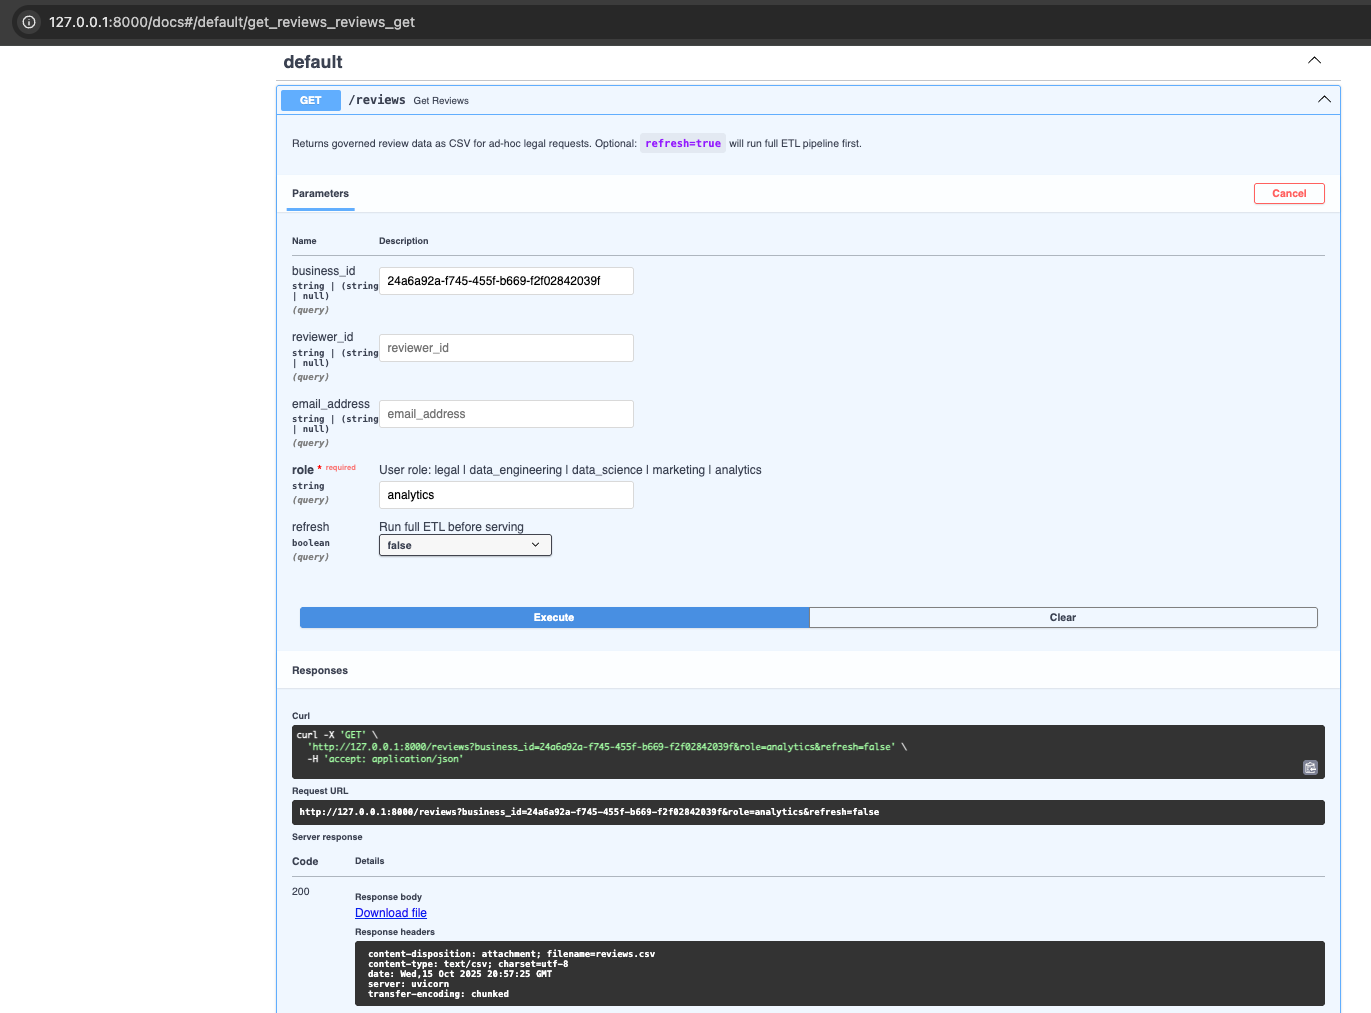 127.0.0.1:8000/docs#/default/get_reviews_reviews_get
default
GET /reviews Get Reviews
Returns governed review data as CSV for ad-hoc legal requests. Optional: refresh=true will run full ETL pipeline first.
Parameters
Cancel
Name Description
business_id
string | (string
| null)
(query)
24a6a92a-f745-455f-b669-f2f02842039f
reviewer_id
string | (string
| null)
(query)
reviewer_id
email_address
string | (string
| null)
(query)
email_address
role * required
string
(query)
User role: legal | data_engineering | data_science | marketing | analytics
analytics
refresh
boolean
(query)
Run full ETL before serving
false
Execute Clear
Responses
Curl
curl -X 'GET' \
'http://127.0.0.1:8000/reviews?business_id=24a6a92a-f745-455f-b669-f2f02842039f&role=analytics&refresh=false' \
-H 'accept: application/json'
Request URL
http://127.0.0.1:8000/reviews?business_id=24a6a92a-f745-455f-b669-f2f02842039f&role=analytics&refresh=false
Server response
Code Details
200
Response body
Download file
Response headers
content-disposition: attachment; filename=reviews.csv
content-type: text/csv; charset=utf-8
date: Wed,15 Oct 2025 20:57:25 GMT
server: uvicorn
transfer-encoding: chunked